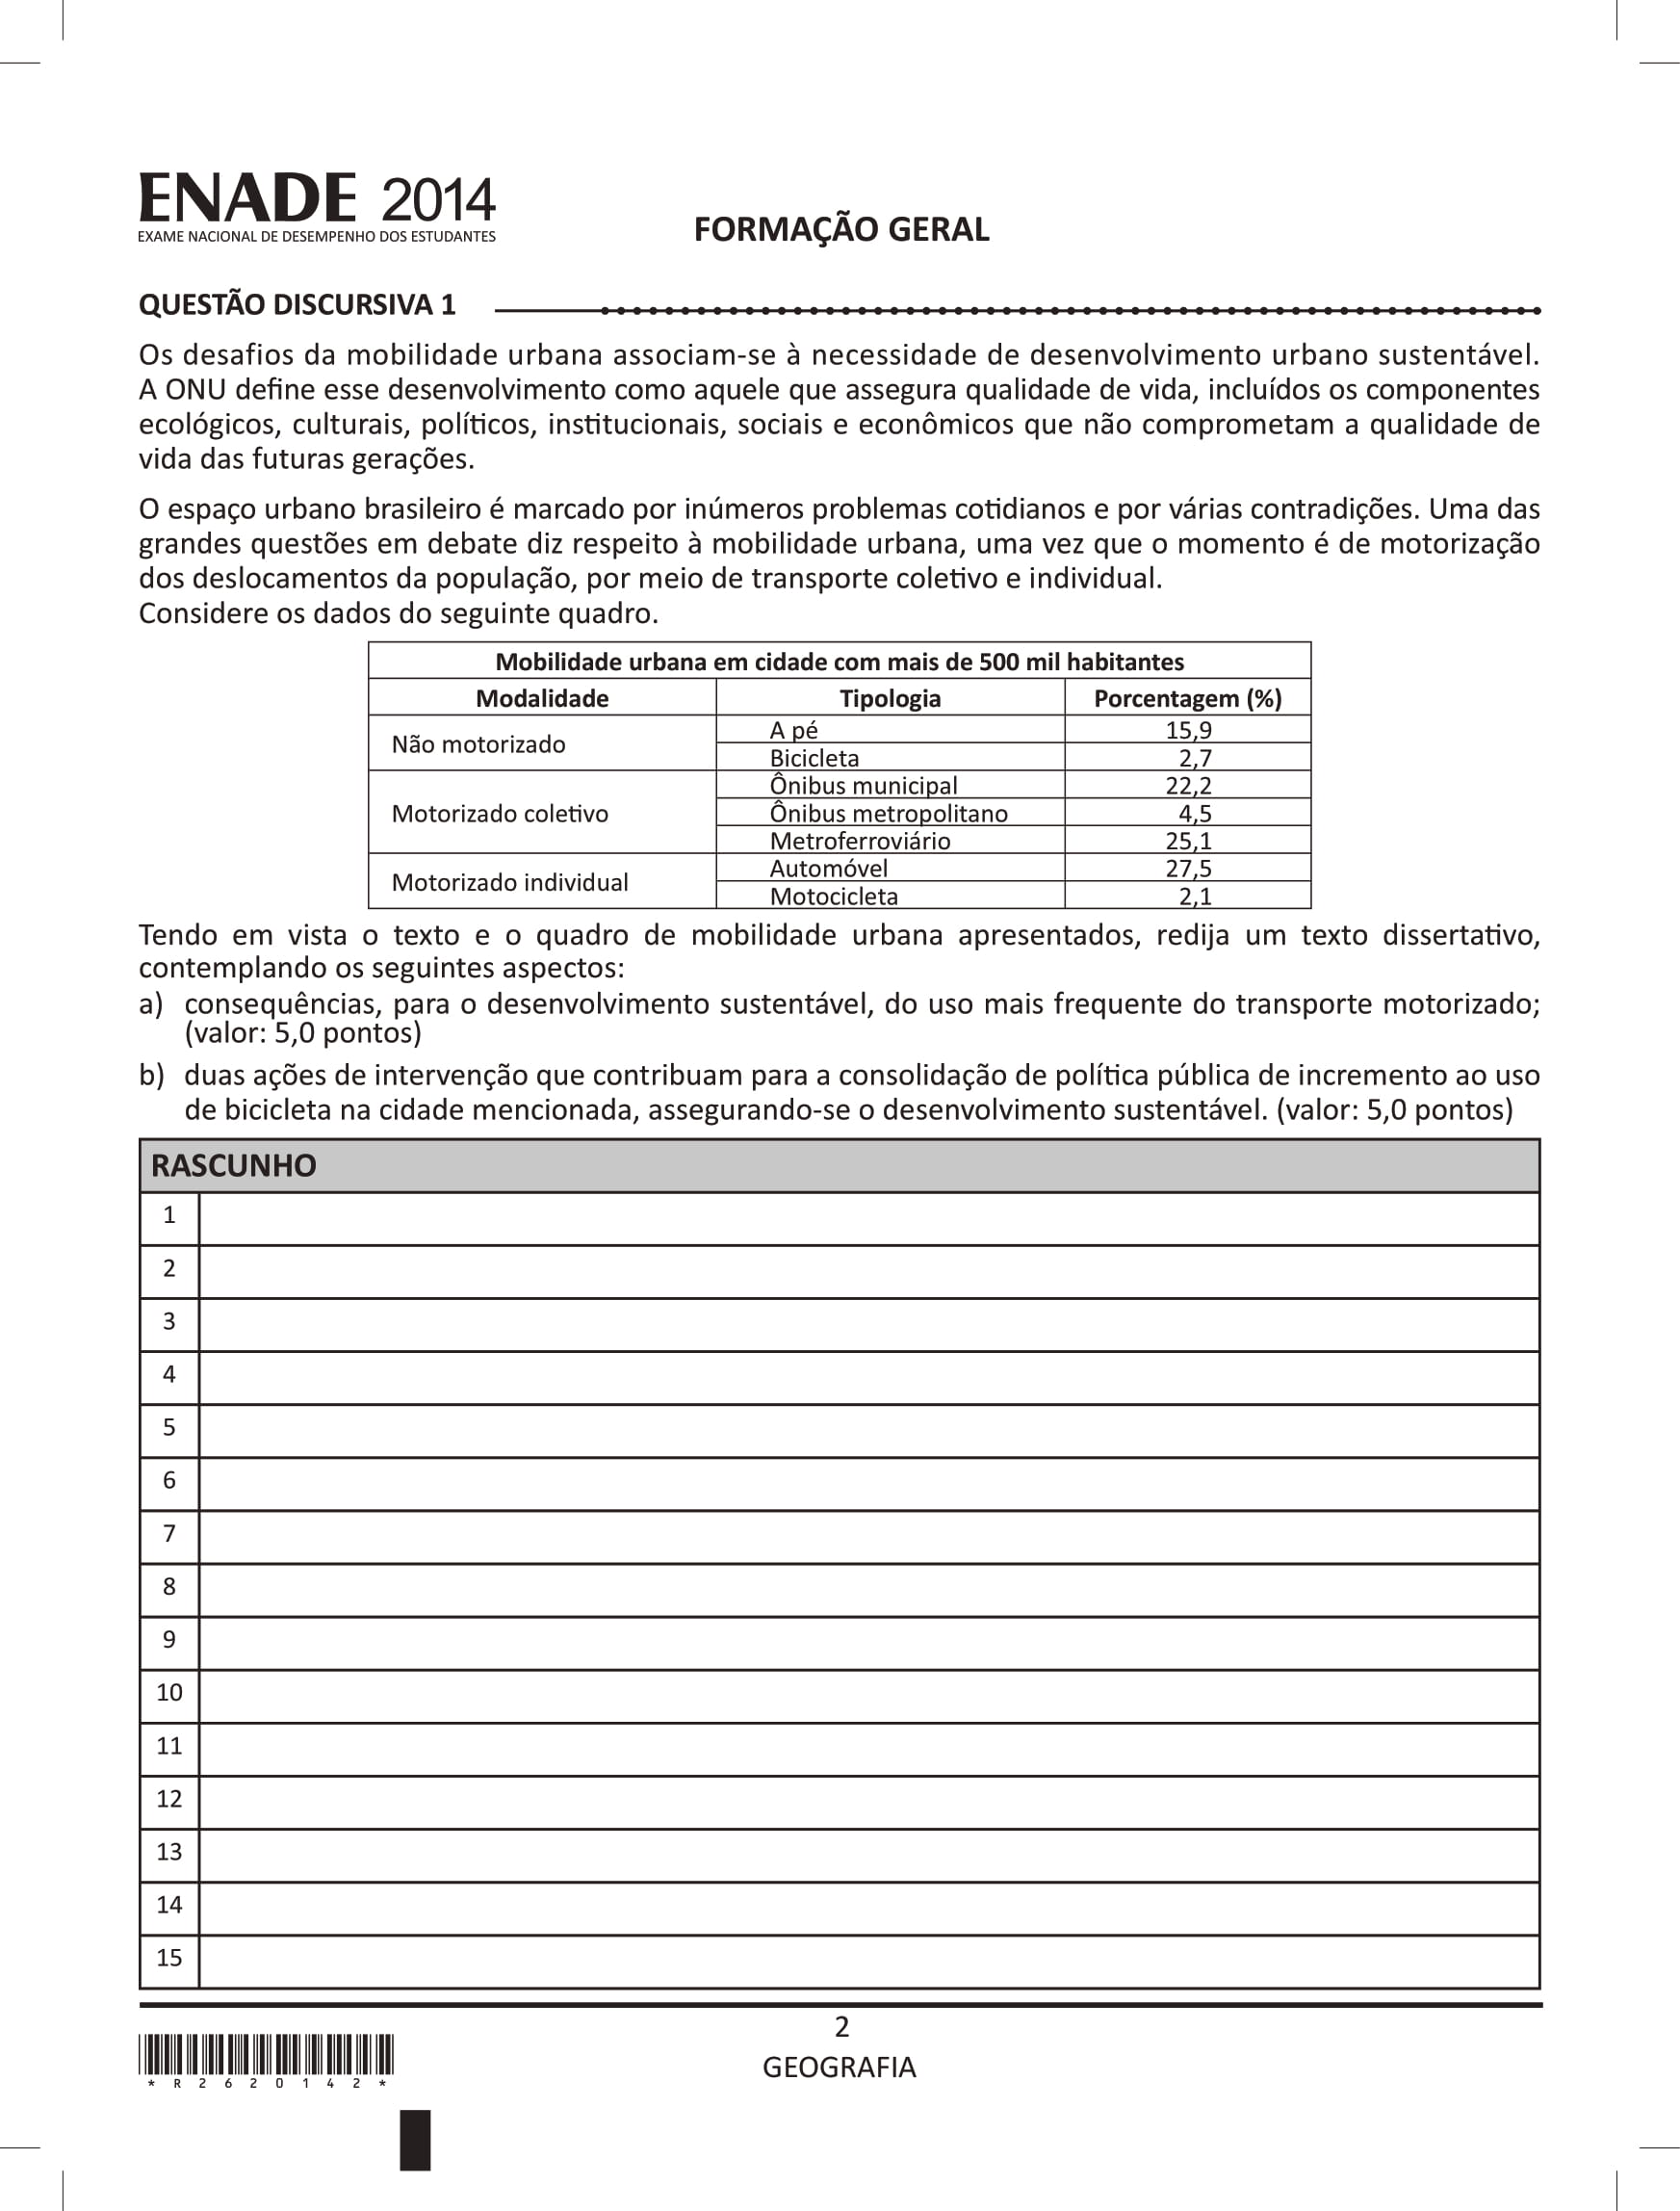 ENADE 2014
EXAME NACIONAL DE DESEMPENHO DOS ESTUDANTES
FORMAÇÃO GERAL
QUESTÃO DISCURSIVA 1
Os desafios da mobilidade urbana associam-se à necessidade de desenvolvimento urbano sustentável.
A ONU define esse desenvolvimento como aquele que assegura qualidade de vida, incluídos os componentes
ecológicos, culturais, políticos, institucionais, sociais e econômicos que não comprometam a qualidade de
vida das futuras gerações.
O espaço urbano brasileiro é marcado por inúmeros problemas cotidianos e por várias contradições. Uma das
grandes questões em debate diz respeito à mobilidade urbana, uma vez que o momento é de motorização
dos deslocamentos da população, por meio de transporte coletivo e individual.
Considere os dados do seguinte quadro.
Mobilidade urbana em cidade com mais de 500 mil habitantes
Modalidade Tipologia Porcentagem (%)
Não motorizado
A pé 15,9
Bicicleta 2,7
Motorizado coletivo
Ônibus municipal 22,2
Ônibus metropolitano 4,5
Metroferroviário 25,1
Motorizado individual
Automóvel 27,5
Motocicleta 2,1
Tendo em vista o texto e o quadro de mobilidade urbana apresentados, redija um texto dissertativo,
contemplando os seguintes aspectos:
a) consequências, para o desenvolvimento sustentável, do uso mais frequente do transporte motorizado;
(valor: 5,0 pontos)
b) duas ações de intervenção que contribuam para a consolidação de política pública de incremento ao uso
de bicicleta na cidade mencionada, assegurando-se o desenvolvimento sustentável. (valor: 5,0 pontos)
RASCUNHO
1
2
3
4
5
6
7
8
9
10
11
12
13
14
15
2
GEOGRAFIA
* R 2 6 2 0 1 4 2 *